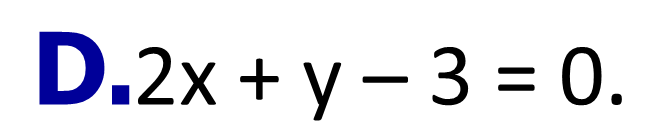 D.2x + y – 3 = 0.